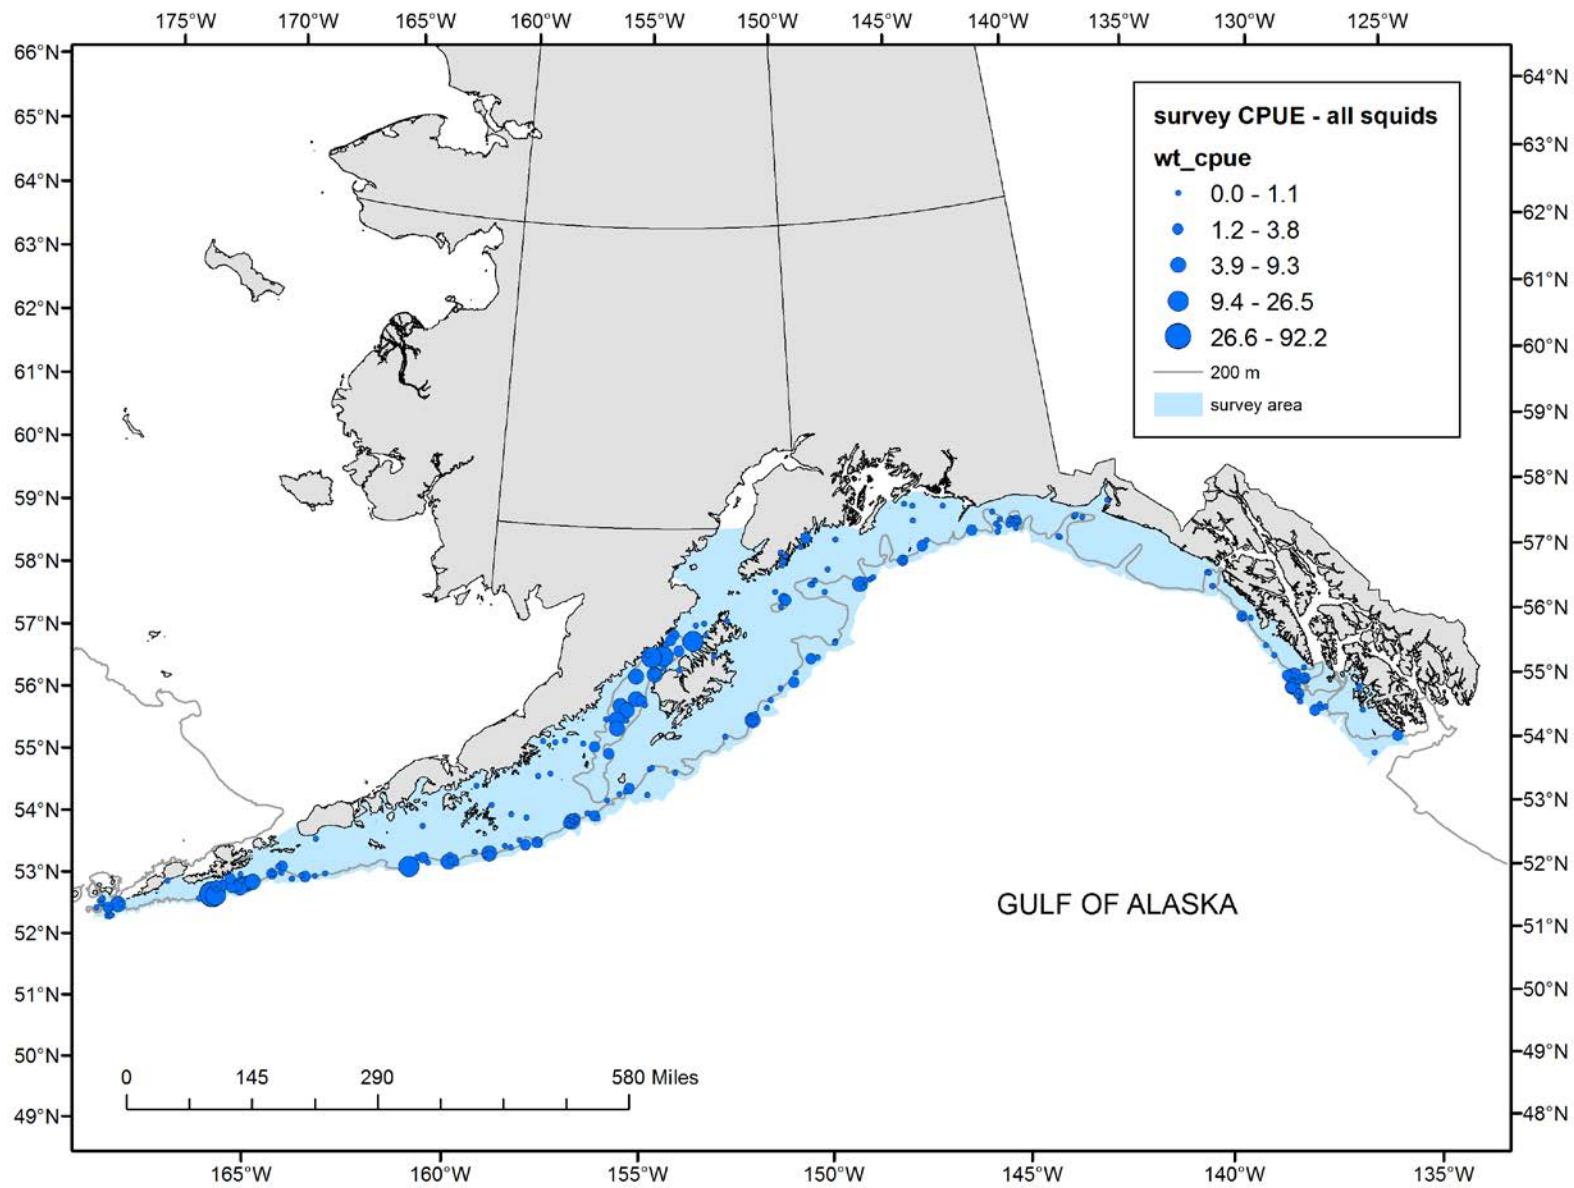 175°W 170°W 165°W 160°W 155°W 150°W 145°W 140°W 135°W 130°W 125°W
66°N
65°N
64°N
63°N
62°N
61°N
60°N
59°N
58°N
57°N
56°N
55°N
54°N
53°N
52°N
51°N
50°N
49°N
survey CPUE - all squids
wt_cpue
0.0 - 1.1
1.2 - 3.8
3.9 - 9.3
9.4 - 26.5
26.6 - 92.2
200 m
survey area
64°N
63°N
62°N
61°N
60°N
59°N
58°N
57°N
56°N
55°N
54°N
53°N
52°N
51°N
50°N
49°N
48°N
GULF OF ALASKA
0 145 290 580 Miles
165°W 160°W 155°W 150°W 145°W 140°W 135°W